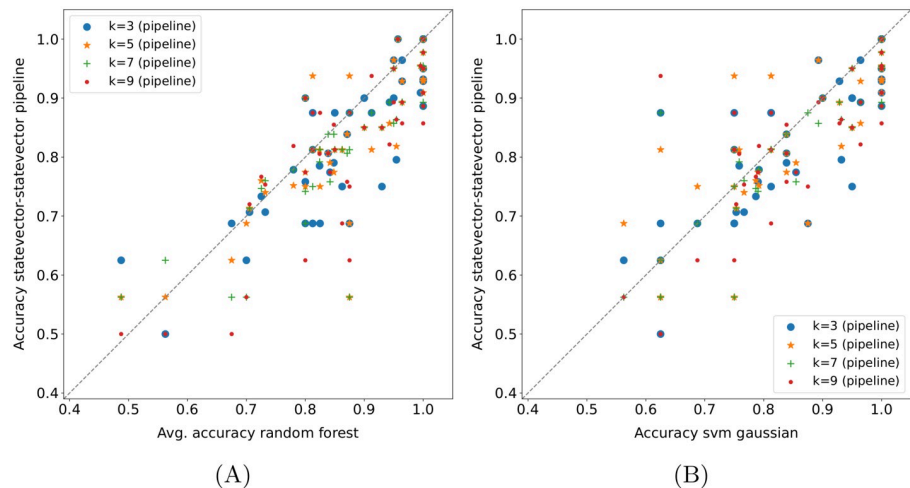 Accuracy statevector-statevector pipeline
1.0
0.9
0.8
0.7
0.6
0.5
0.4
k=3 (pipeline)
k=5 (pipeline)
k=7 (pipeline)
k=9 (pipeline)
0.4 0.5 0.6 0.7 0.8 0.9 1.0
Avg. accuracy random forest
(A)
Accuracy statevector pipeline
1.0
0.9
0.8
0.7
0.6
0.5
0.4
k=3 (pipeline)
k=5 (pipeline)
k=7 (pipeline)
k=9 (pipeline)
0.4 0.5 0.6 0.7 0.8 0.9 1.0
Accuracy svm gaussian
(B)